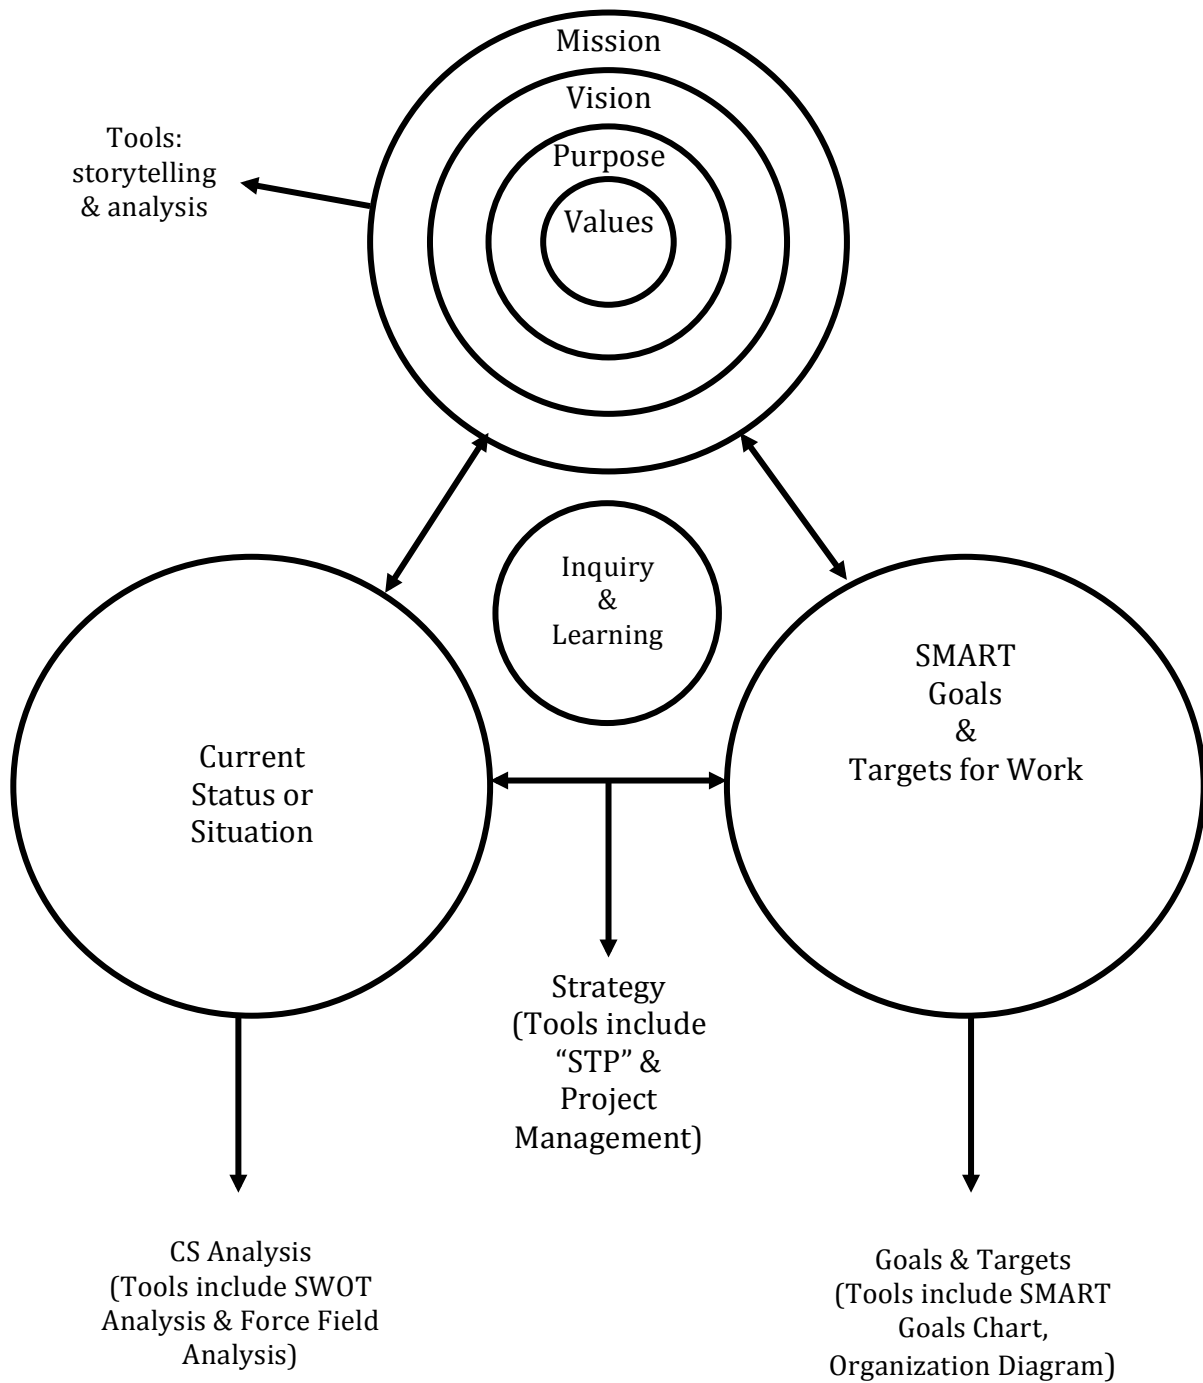 Mission
Vision
Purpose
Values
Tools:
storytelling
& analysis
Inquiry
&
Learning
Current
Status or
Situation
SMART
Goals
&
Targets for Work
Strategy
(Tools include
“STP” &
Project
Management)
CS Analysis
(Tools include SWOT
Analysis & Force Field
Analysis)
Goals & Targets
(Tools include SMART
Goals Chart,
Organization Diagram)